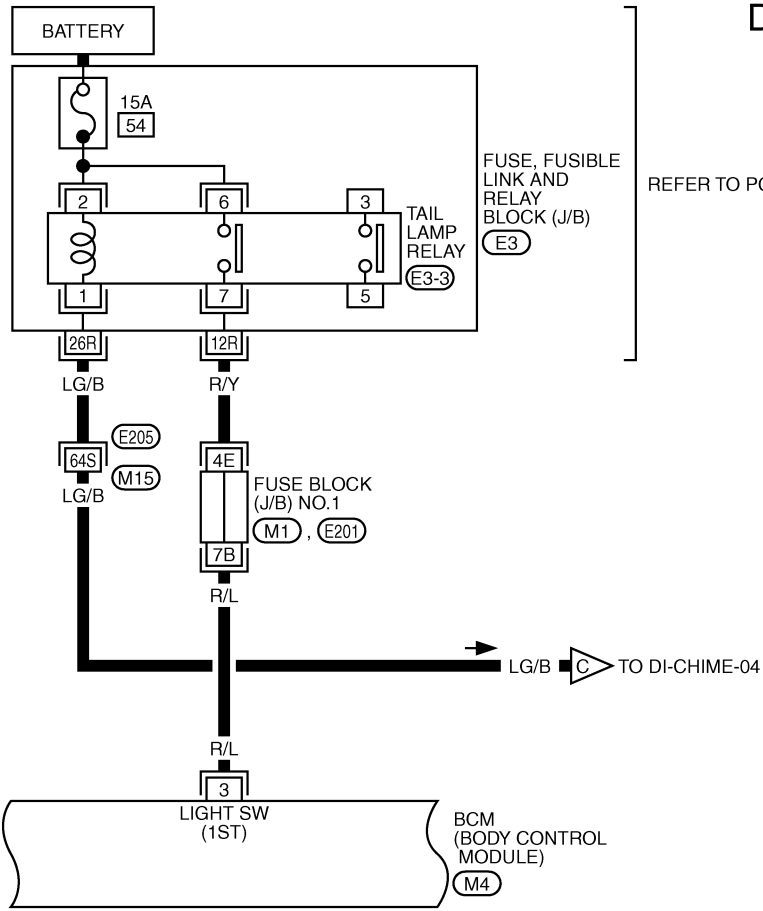 BATTERY
15A
54
2
6
3
TAIL
LAMP
RELAY
E3-3
FUSE, FUSIBLE
LINK AND
RELAY
BLOCK (J/B)
E3
REFER TO
1
7
5
26R
12R
LG/B
R/Y
E205
64S
M15
LG/B
4E
FUSE BLOCK
(J/B) NO.1
M1 , E201
7B
R/L
LG/B
C
TO DI-CHIME-04
R/L
3
LIGHT SW
(1ST)
BCM
(BODY CONTROL
MODULE)
M4